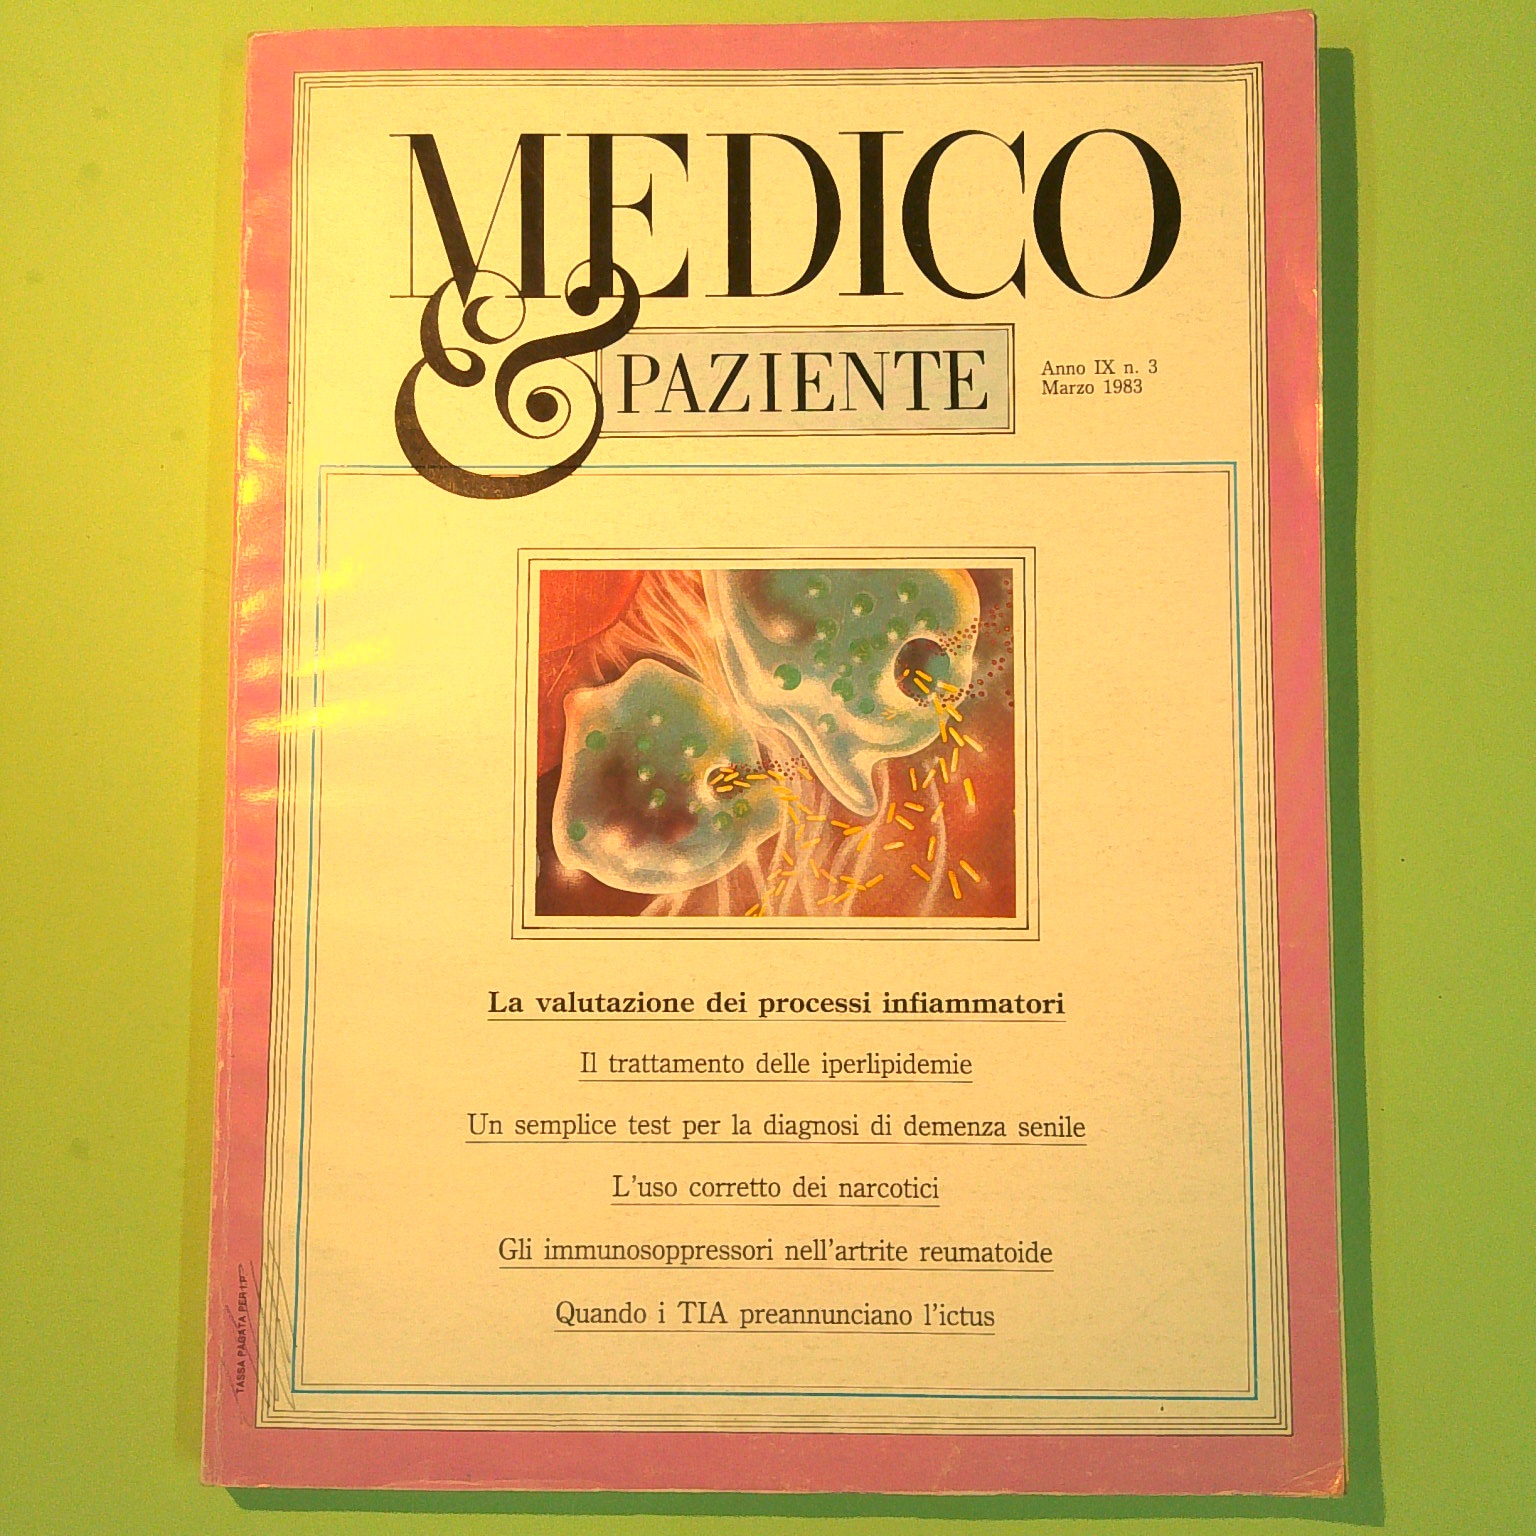 MEDICO
& PAZIENTE
Anno IX n. 3
Marzo 1983
La valutazione dei processi infiammatori
Il trattamento delle iperlipidemie
Un semplice test per la diagnosi di demenza senile
L'uso corretto dei narcotici
Gli immunosoppressori nell'artrite reumatoide
Quando i TIA preannunciano l'ictus
TASSA PAGATA PER I.P.